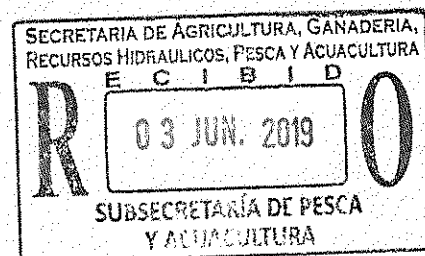 SECRETARIA DE AGRICULTURA, GANADERIA,
RECURSOS HIDRAULICOS, PESCA Y ACUACULTURA
R E C I B I D O
03 JUN. 2019
SUBSECRETARÍA DE PESCA
Y ACUACULTURA